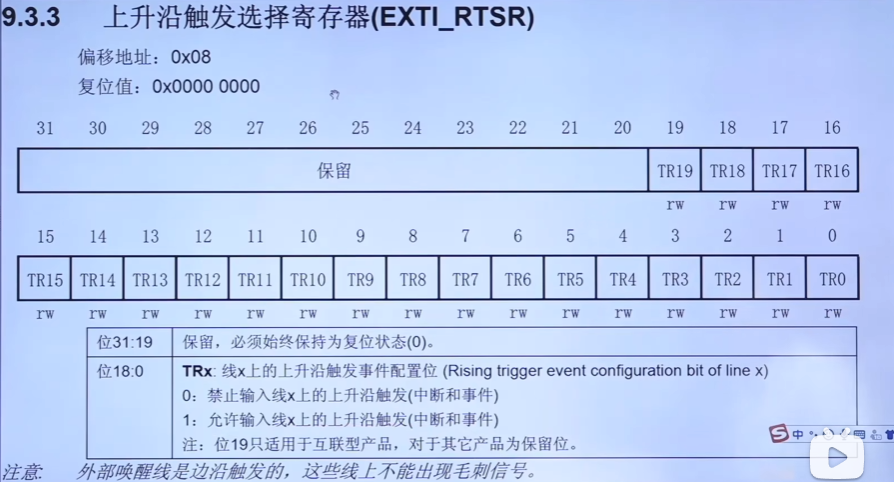 9.3.3 上升沿触发选择寄存器(EXTI_RTSR)
偏移地址：0x08
复位值：0x0000 0000
31 30 29 28 27 26 25 24 23 22 21 20 19 18 17 16
保留 TR19 TR18 TR17 TR16
rw rw rw rw
15 14 13 12 11 10 9 8 7 6 5 4 3 2 1 0
TR15 TR14 TR13 TR12 TR11 TR10 TR9 TR8 TR7 TR6 TR5 TR4 TR3 TR2 TR1 TR0
rw rw rw rw rw rw rw rw rw rw rw rw rw rw rw rw
位31:19 保留，必须始终保持为复位状态(0)。
位18:0 TRx: 线x上的上升沿触发事件配置位 (Rising trigger event configuration bit of line x)
0：禁止输入线x上的上升沿触发(中断和事件)
1：允许输入线x上的上升沿触发(中断和事件)
注：位19只适用于互联型产品，对于其它产品为保留位。
S 中
注意: 外部唤醒线是边沿触发的，这些线上不能出现毛刺信号。